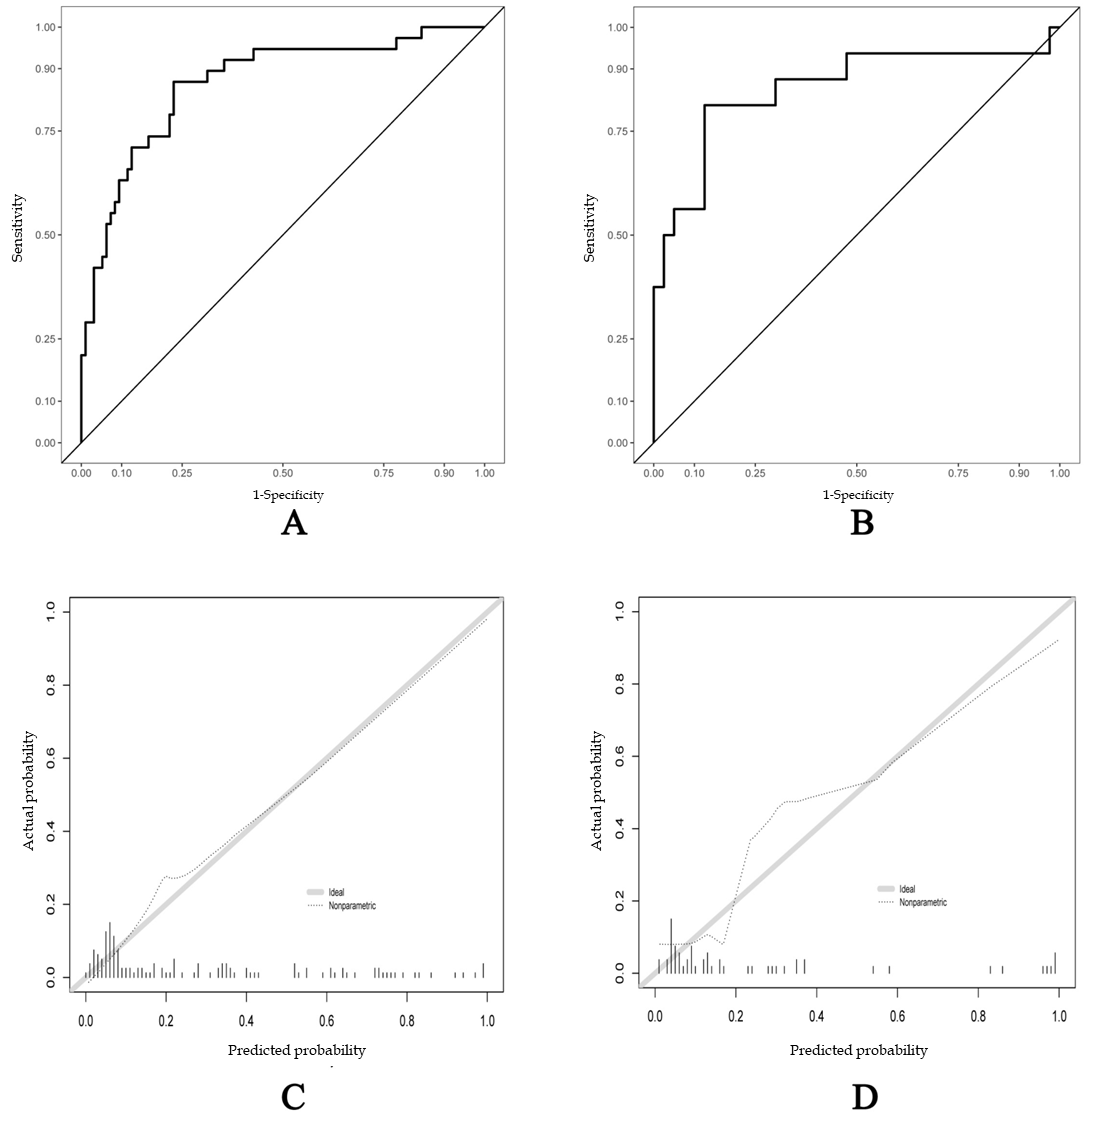 1.00
0.90
0.75
0.50
0.25
0.10
0.00
Sensitivity
0.00 0.10 0.25 0.50 0.75 0.90 1.00
1-Specificity
A
1.00
0.90
0.75
0.50
0.25
0.10
0.00
Sensitivity
0.00 0.10 0.25 0.50 0.75 0.90 1.00
1-Specificity
B
1.0
0.8
0.6
0.4
0.2
0.0
Actual probability
Ideal
Nonparametric
0.0 0.2 0.4 0.6 0.8 1.0
Predicted probability
C
1.0
0.8
0.6
0.4
0.2
0.0
Actual probability
Ideal
Nonparametric
0.0 0.2 0.4 0.6 0.8 1.0
Predicted probability
D